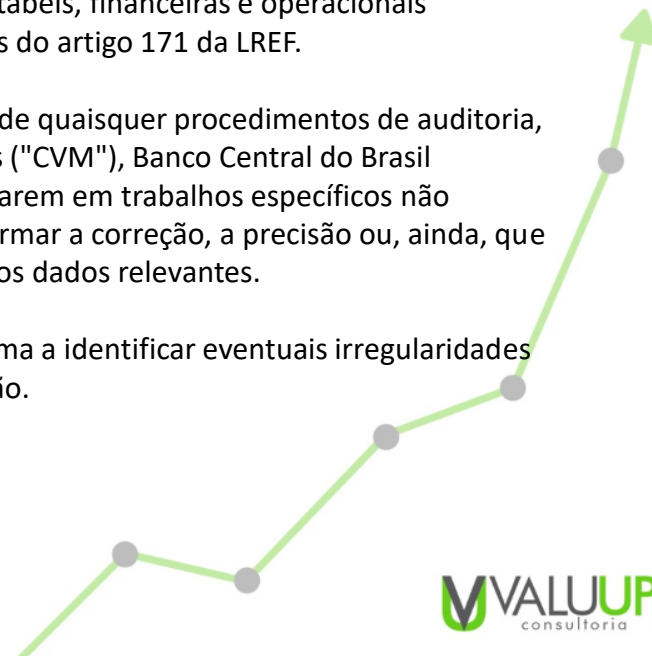 tábeis, financeiras e operacionais
s do artigo 171 da LREF.
de quaisquer procedimentos de auditoria,
s ("CVM"), Banco Central do Brasil
arem em trabalhos específicos não
rmar a correção, a precisão ou, ainda, que
os dados relevantes.
ma a identificar eventuais irregularidades
ão.
VALUUP
consultoria